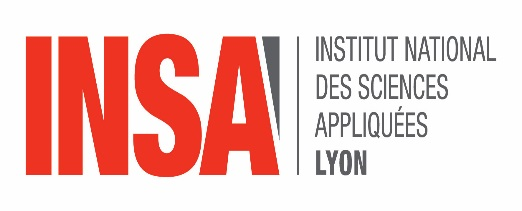 INSA
INSTITUT NATIONAL
DES SCIENCES
APPLIQUÉES
LYON